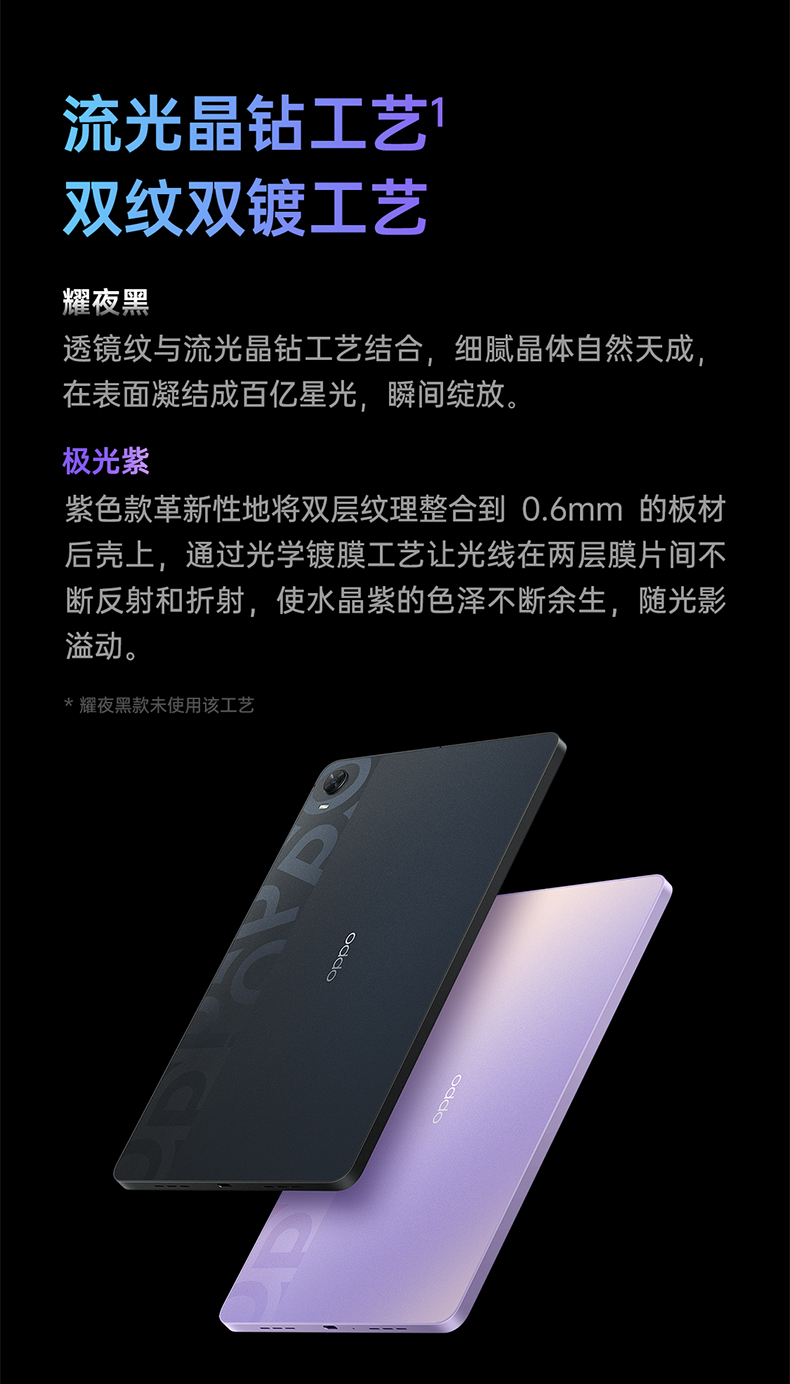 流光晶钻工艺1
双纹双镀工艺
耀夜黑
透镜纹与流光晶钻工艺结合，细腻晶体自然天成，
在表面凝结成百亿星光，瞬间绽放。
极光紫
紫色款革新性地将双层纹理整合到 0.6mm 的板材
后壳上，通过光学镀膜工艺让光线在两层膜片间不
断反射和折射，使水晶紫的色泽不断余生，随光影
溢动。
* 耀夜黑款未使用该工艺
OPPO
oppo
oppo